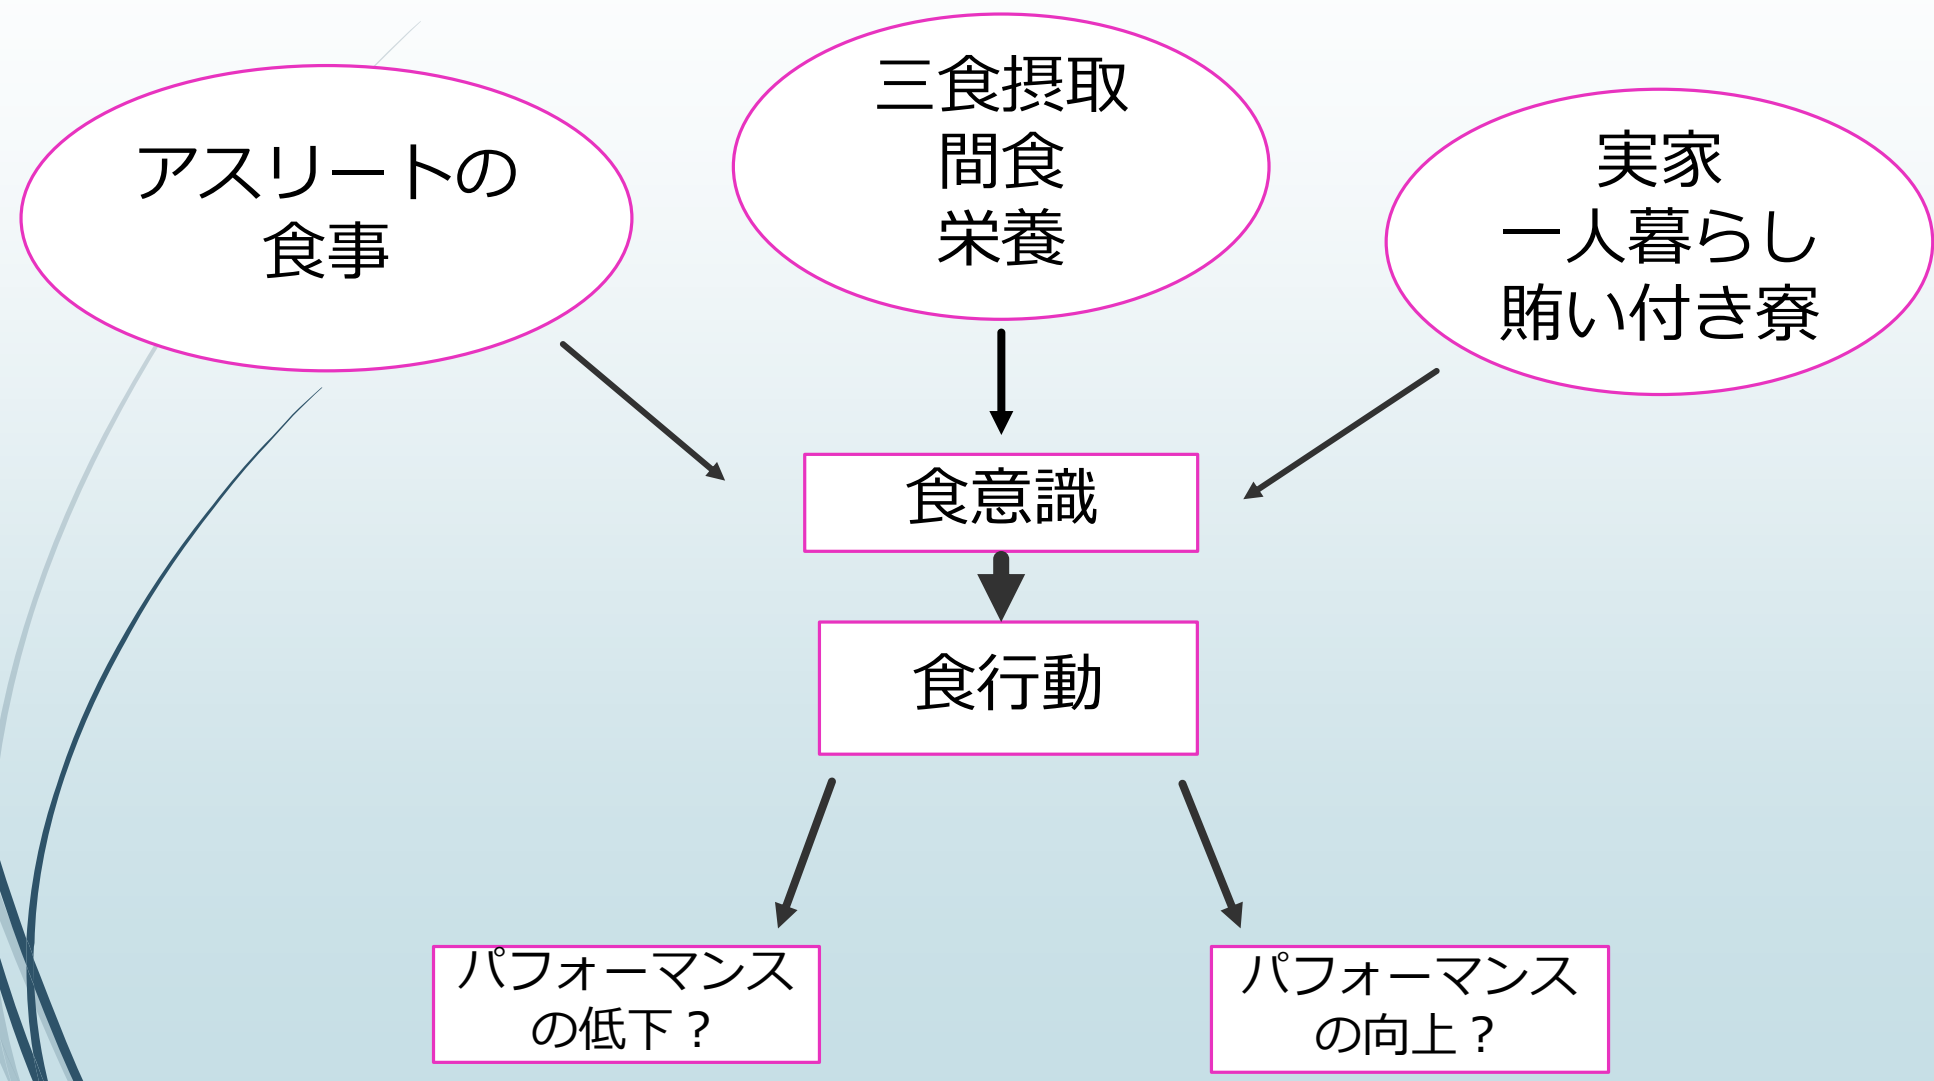 アスリートの
食事
三食摂取
間食
栄養
実家
一人暮らし
賄い付き寮
食意識
食行動
パフォーマンス
の低下？
パフォーマンス
の向上？